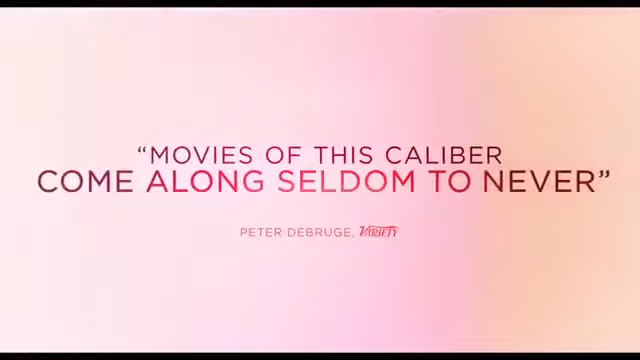 “MOVIES OF THIS CALIBER
COME ALONG SELDOM TO NEVER”
PETER DEBRUGE, VARIETY